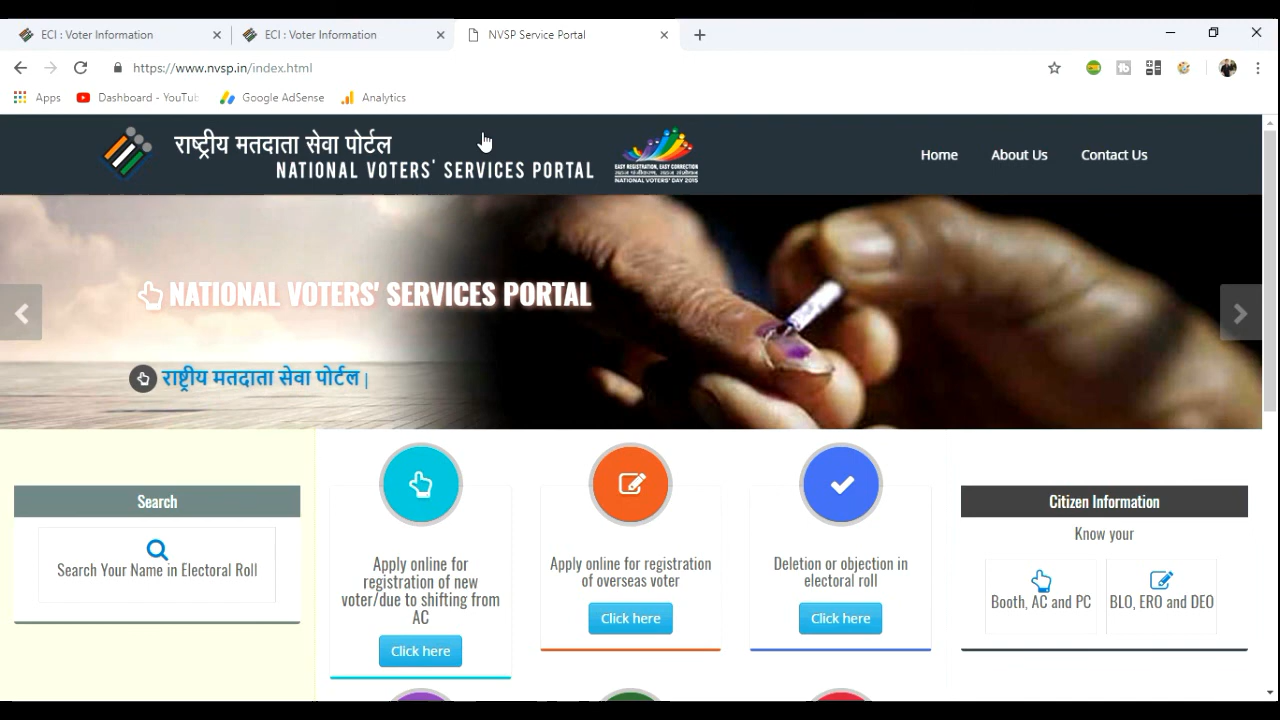 ECI : Voter Information
ECI : Voter Information
NVSP Service Portal
https://www.nvsp.in/index.html
Apps
Dashboard - YouTub
Google AdSense
Analytics
राष्ट्रीय मतदाता सेवा पोर्टल
NATIONAL VOTERS' SERVICES PORTAL
EASY REGISTRATION, EASY CORRECTION
NATIONAL VOTERS' DAY 2015
Home
About Us
Contact Us
NATIONAL VOTERS' SERVICES PORTAL
राष्ट्रीय मतदाता सेवा पोर्टल |
Search
Search Your Name in Electoral Roll
Apply online for
registration of new
voter/due to shifting from
AC
Click here
Apply online for registration
of overseas voter
Click here
Deletion or objection in
electoral roll
Click here
Citizen Information
Know your
Booth, AC and PC
BLO, ERO and DEO